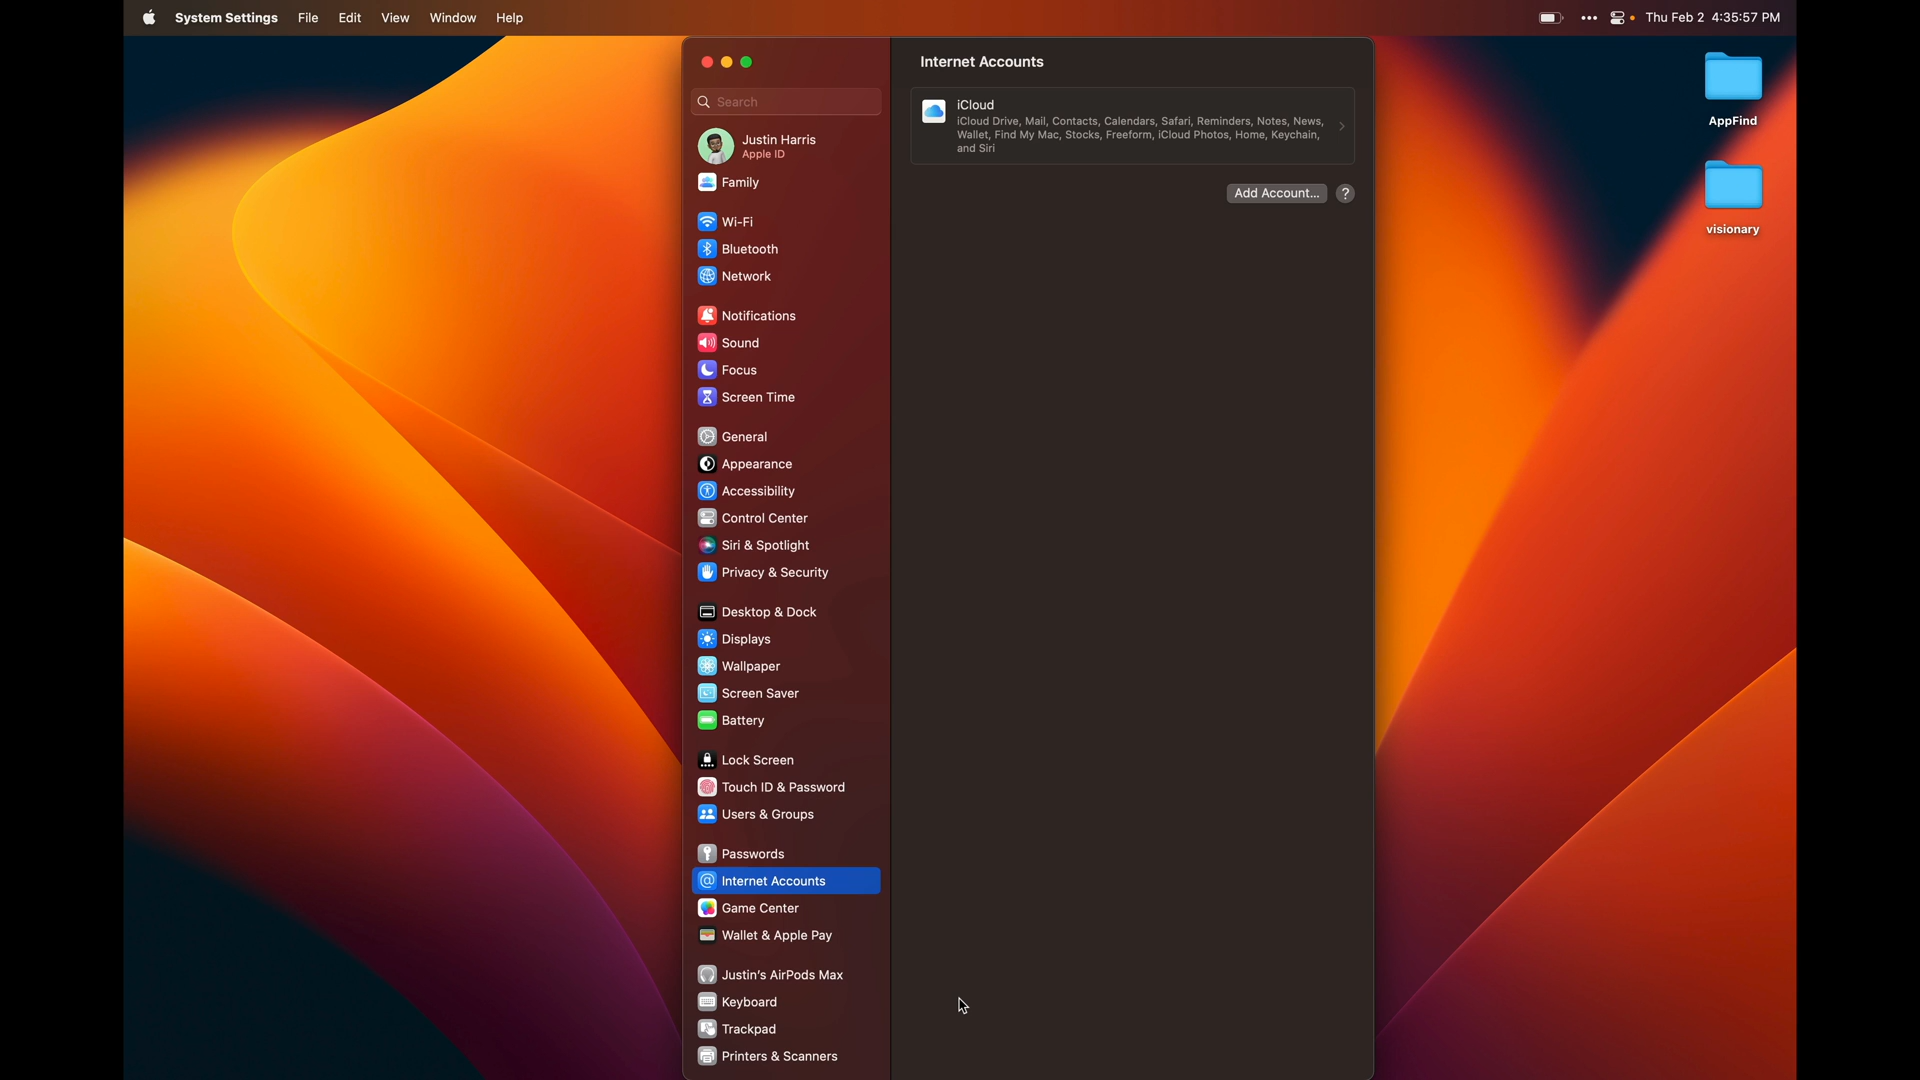 System Settings File Edit View Window Help
••• Thu Feb 2 4:35:57 PM
Search
Justin Harris
Apple ID
Family
Wi-Fi
Bluetooth
Network
Notifications
Sound
Focus
Screen Time
General
Appearance
Accessibility
Control Center
Siri & Spotlight
Privacy & Security
Desktop & Dock
Displays
Wallpaper
Screen Saver
Battery
Lock Screen
Touch ID & Password
Users & Groups
Passwords
Internet Accounts
Game Center
Wallet & Apple Pay
Justin's AirPods Max
Keyboard
Trackpad
Printers & Scanners
Internet Accounts
iCloud
iCloud Drive, Mail, Contacts, Calendars, Safari, Reminders, Notes, News,
Wallet, Find My Mac, Stocks, Freeform, iCloud Photos, Home, Keychain,
and Siri
Add Account... ?
AppFind
visionary